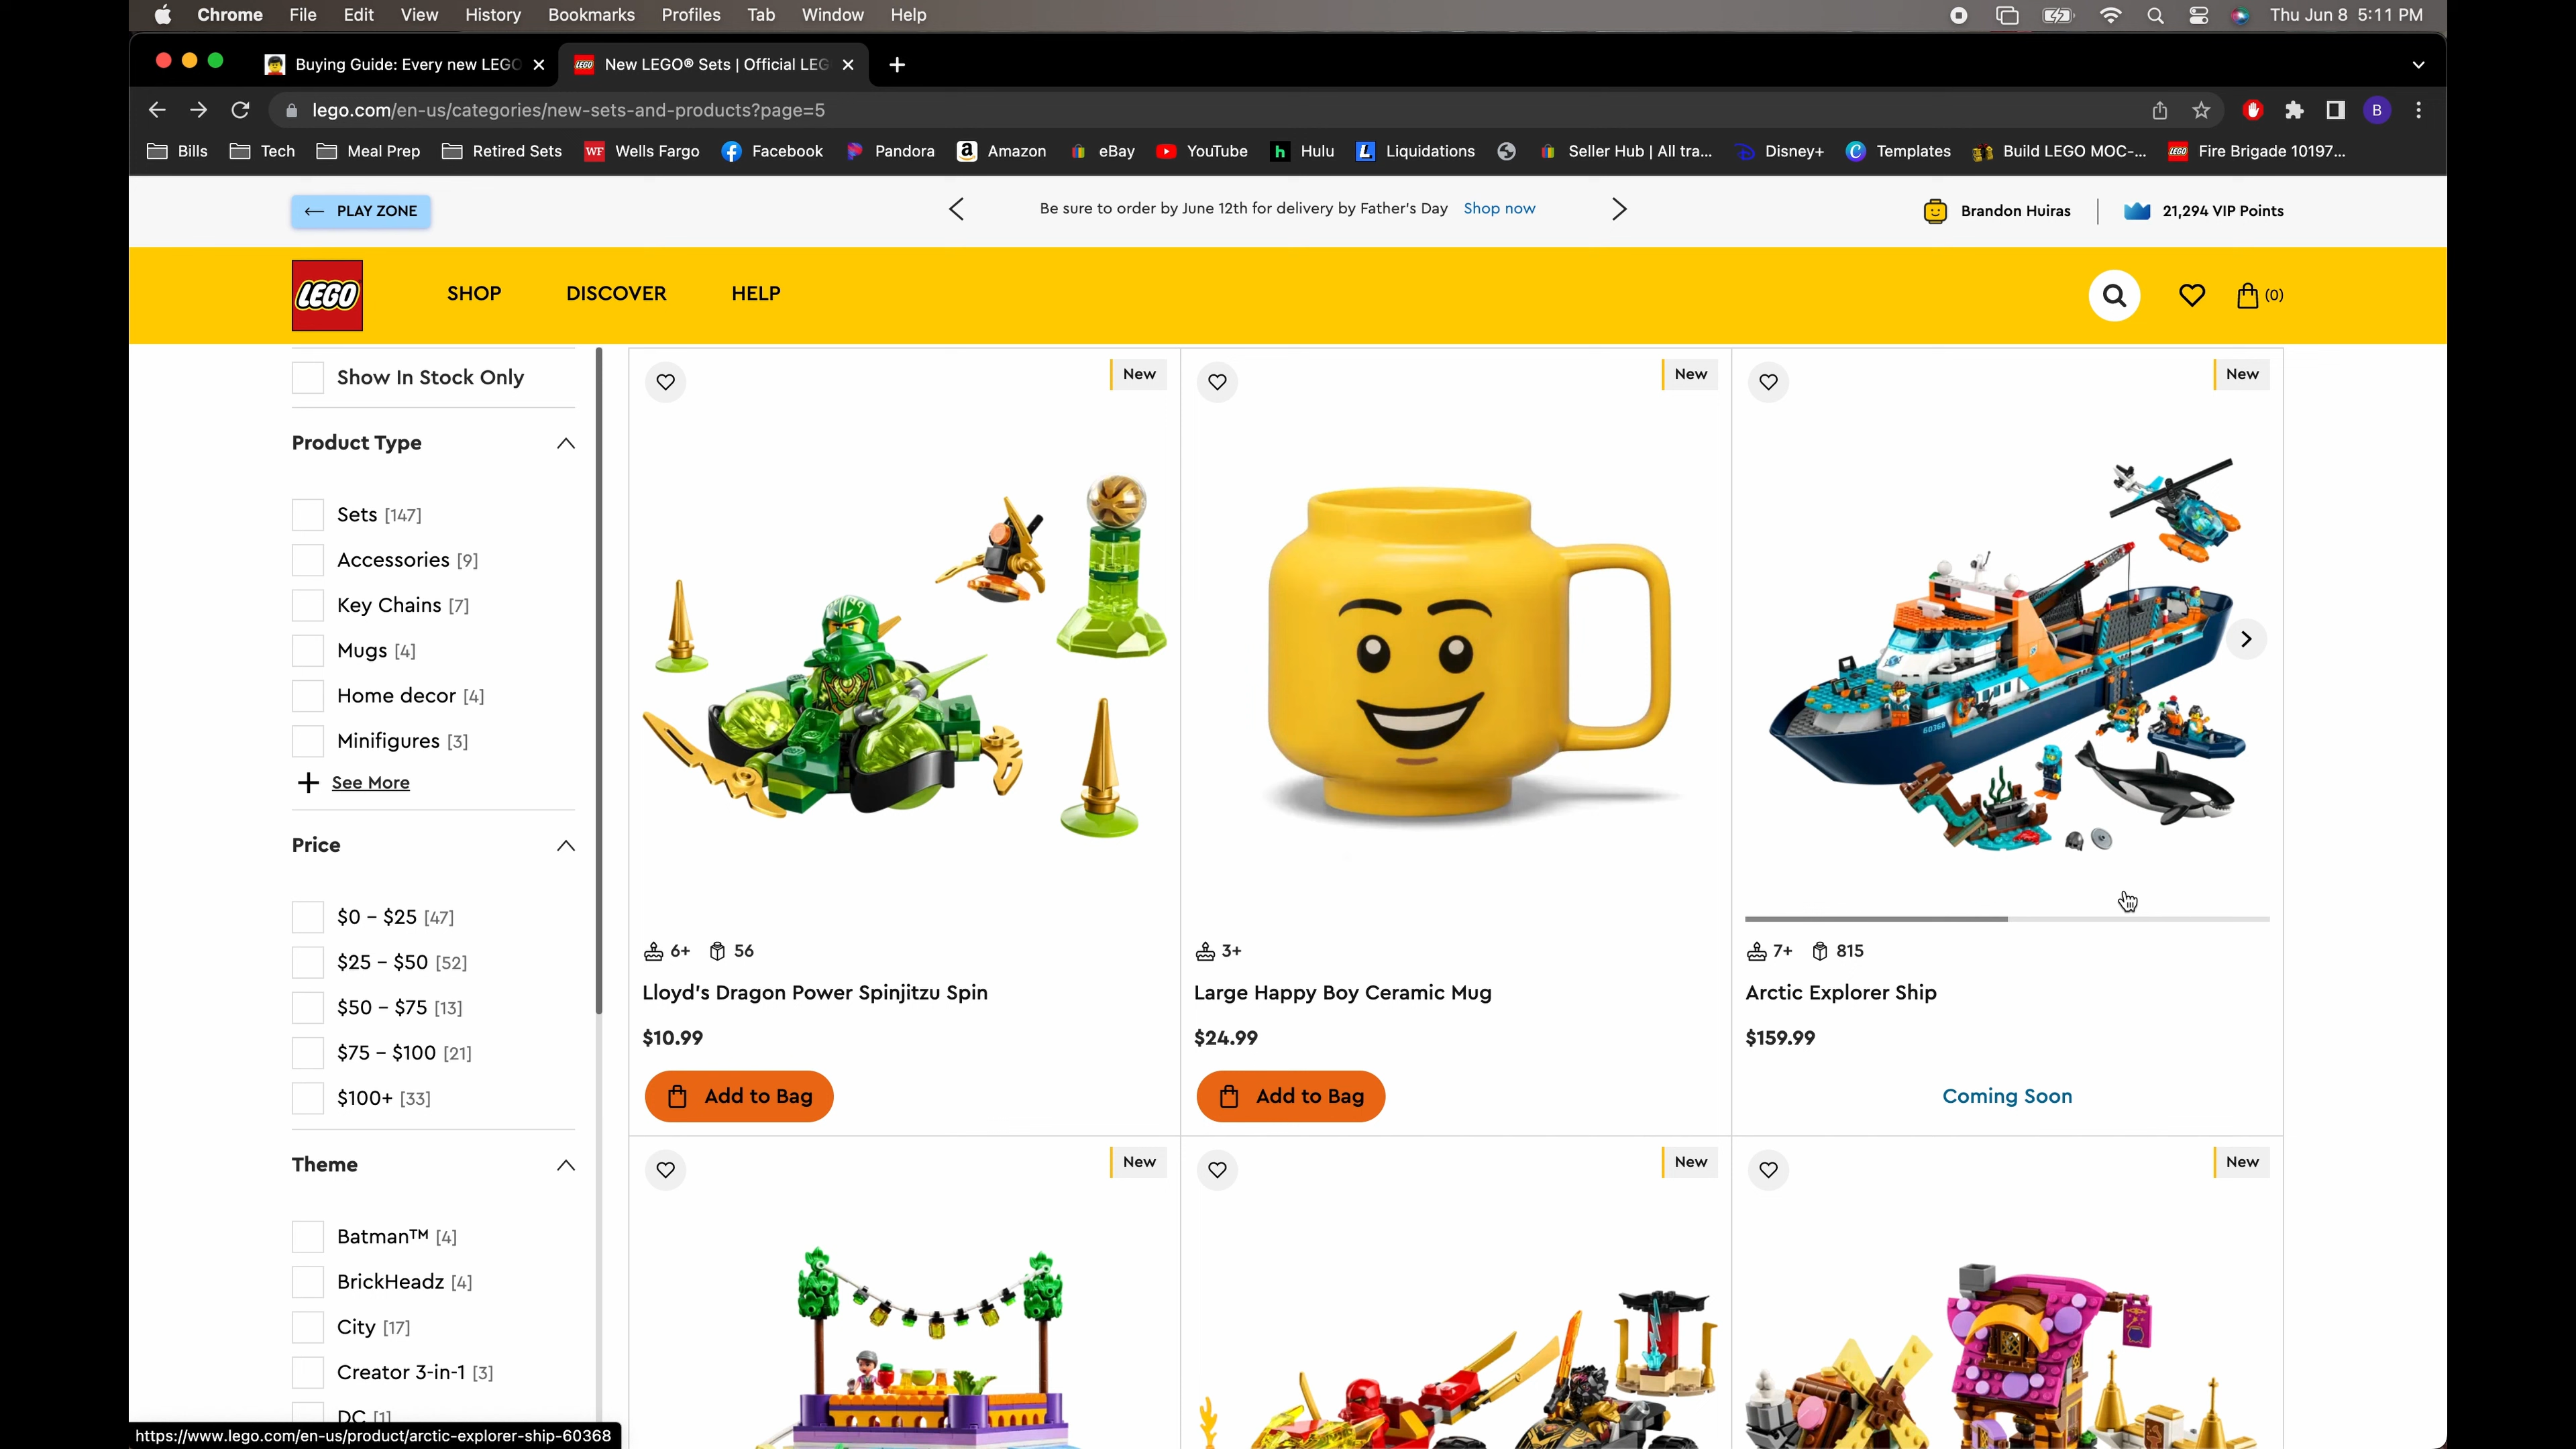 Chrome File Edit View History Bookmarks Profiles Tab Window Help Thu Jun 8 5:11 PM
Buying Guide: Every new LEGO New LEGO® Sets | Official LEG
lego.com/en-us/categories/new-sets-and-products?page=5 B
Bills Tech Meal Prep Retired Sets WF Wells Fargo Facebook Pandora a Amazon eBay YouTube h Hulu L Liquidations Seller Hub | All tra... Disney+ C Templates Build LEGO MOC-... LEGO Fire Brigade 10197...
PLAY ZONE Be sure to order by June 12th for delivery by Father's Day Shop now Brandon Huiras 21,294 VIP Points
LEGO SHOP DISCOVER HELP (0)
Show In Stock Only
Product Type
Sets [147]
Accessories [9]
Key Chains [7]
Mugs [4]
Home decor [4]
Minifigures [3]
See More
Price
$0 – $25 [47]
$25 – $50 [52]
$50 – $75 [13]
$75 – $100 [21]
$100+ [33]
Theme
Batman™ [4]
BrickHeadz [4]
City [17]
Creator 3-in-1 [3]
DC [1]
New
6+ 56
Lloyd's Dragon Power Spinjitzu Spin
$10.99
Add to Bag
New
3+
Large Happy Boy Ceramic Mug
$24.99
Add to Bag
New
60368
7+ 815
Arctic Explorer Ship
$159.99
Coming Soon
New
New
New
https://www.lego.com/en-us/product/arctic-explorer-ship-60368